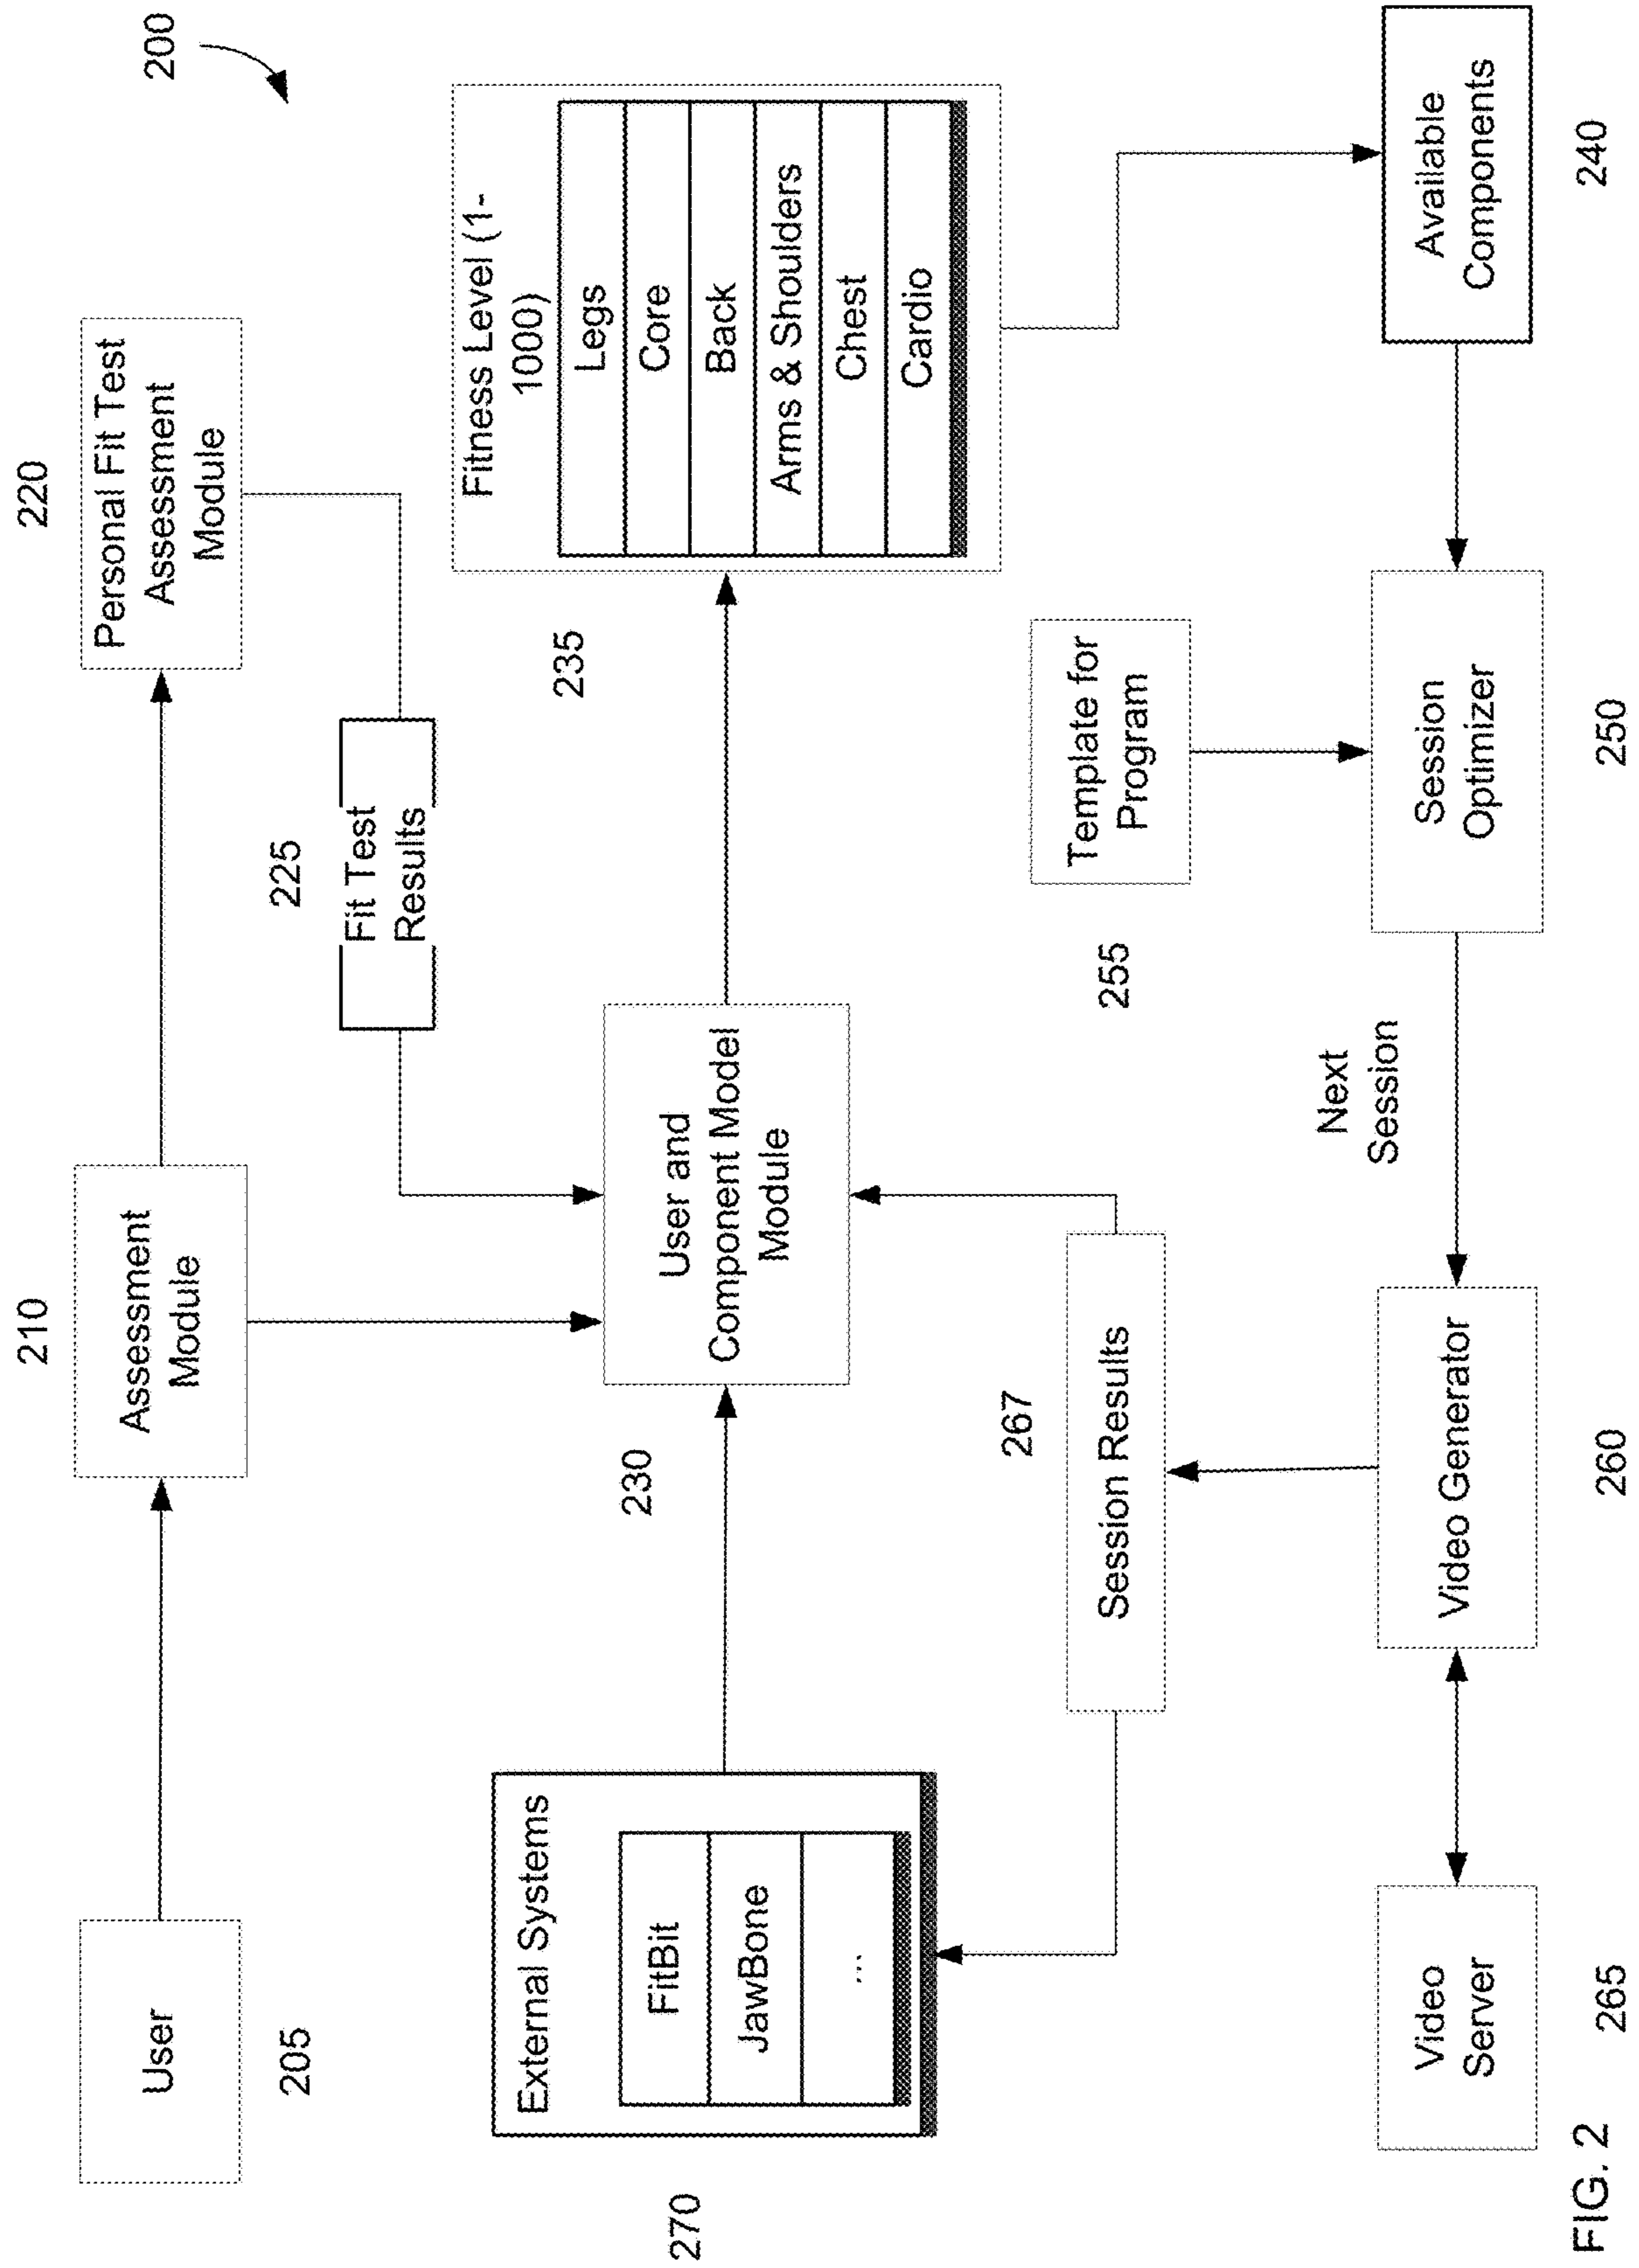 200
210
220
User
Assessment
Module
Personal Fit Test
Assessment
Module
205
225
Fit Test
Results
External Systems
FitBit
JawBone
...
270
User and
Component Model
Module
230
Fitness Level (1-
1000)
Legs
Core
Back
Arms & Shoulders
Chest
Cardio
235
267
Session Results
255
Template for
Program
Next
Session
Video
Server
265
Video Generator
260
Session
Optimizer
250
Available
Components
240
FIG. 2